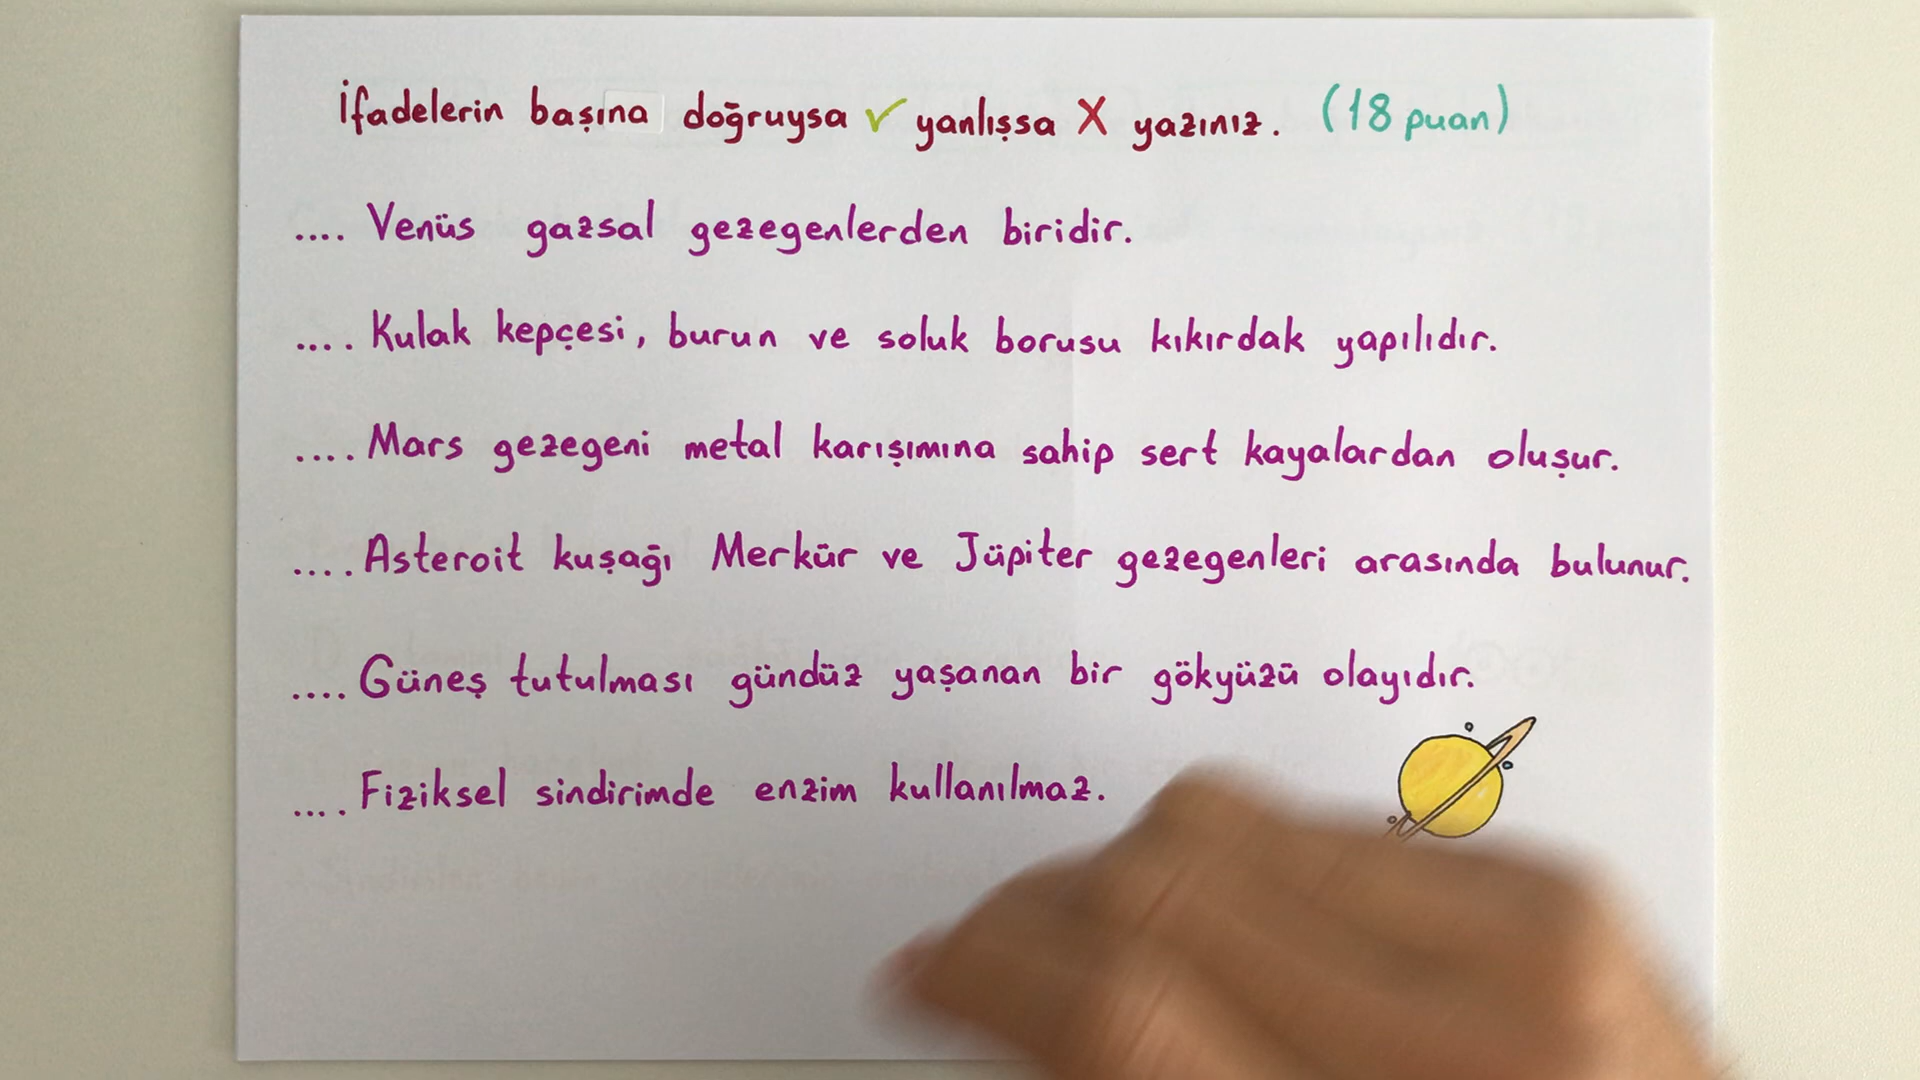 İfadelerin başına doğruysa ✓ yanlışsa X yazınız. (18 puan)
.... Venüs gazsal gezegenlerden biridir.
.... Kulak kepçesi, burun ve soluk borusu kıkırdak yapılıdır.
.... Mars gezegeni metal karışımına sahip sert kayalardan oluşur.
.... Asteroit kuşağı Merkür ve Jüpiter gezegenleri arasında bulunur.
.... Güneş tutulması gündüz yaşanan bir gökyüzü olayıdır.
.... Fiziksel sindirimde enzim kullanılmaz.